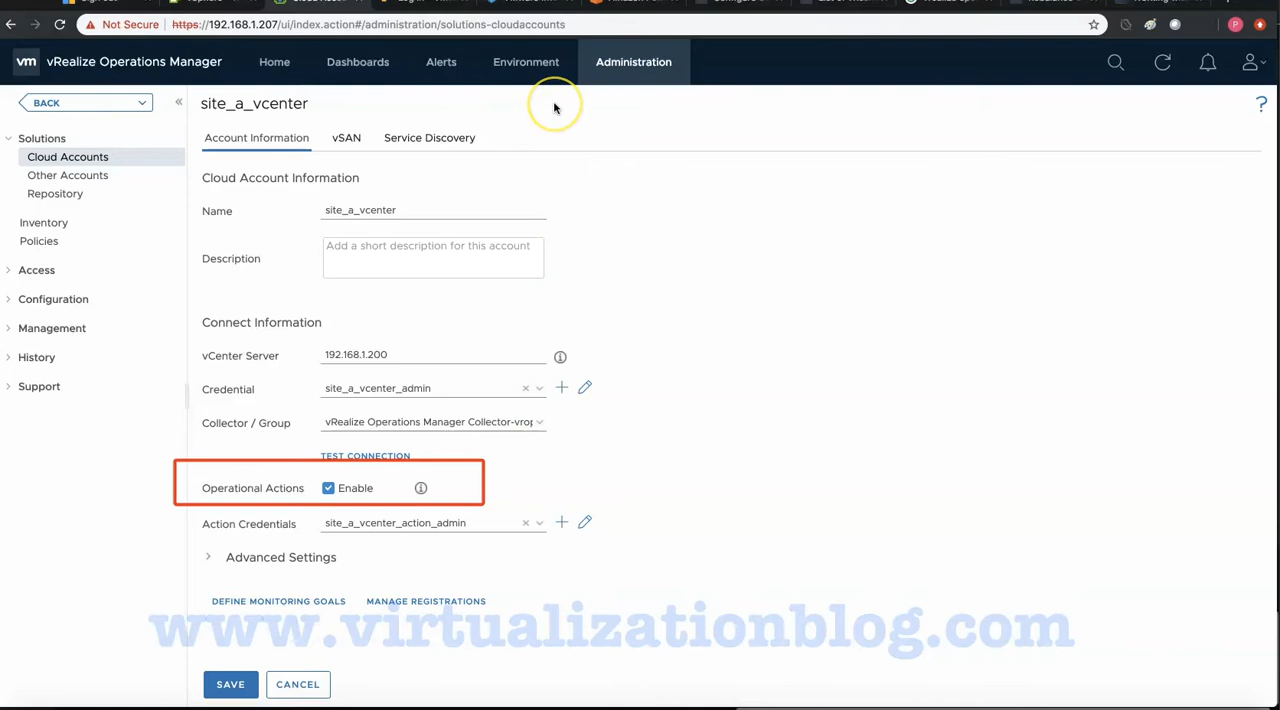 Not Secure https://192.168.1.207/ui/index.action#/administration/solutions-cloudaccounts
vm vRealize Operations Manager Home Dashboards Alerts Environment Administration
BACK
site_a_vcenter
?
Account Information vSAN Service Discovery
Solutions
Cloud Accounts
Other Accounts
Repository
Inventory
Policies
Access
Configuration
Management
History
Support
Cloud Account Information
Name site_a_vcenter
Description Add a short description for this account
Connect Information
vCenter Server 192.168.1.200
Credential site_a_vcenter_admin
Collector / Group vRealize Operations Manager Collector-vrop
TEST CONNECTION
Operational Actions Enable
Action Credentials site_a_vcenter_action_admin
Advanced Settings
DEFINE MONITORING GOALS MANAGE REGISTRATIONS
www.virtualizationblog.com
SAVE CANCEL